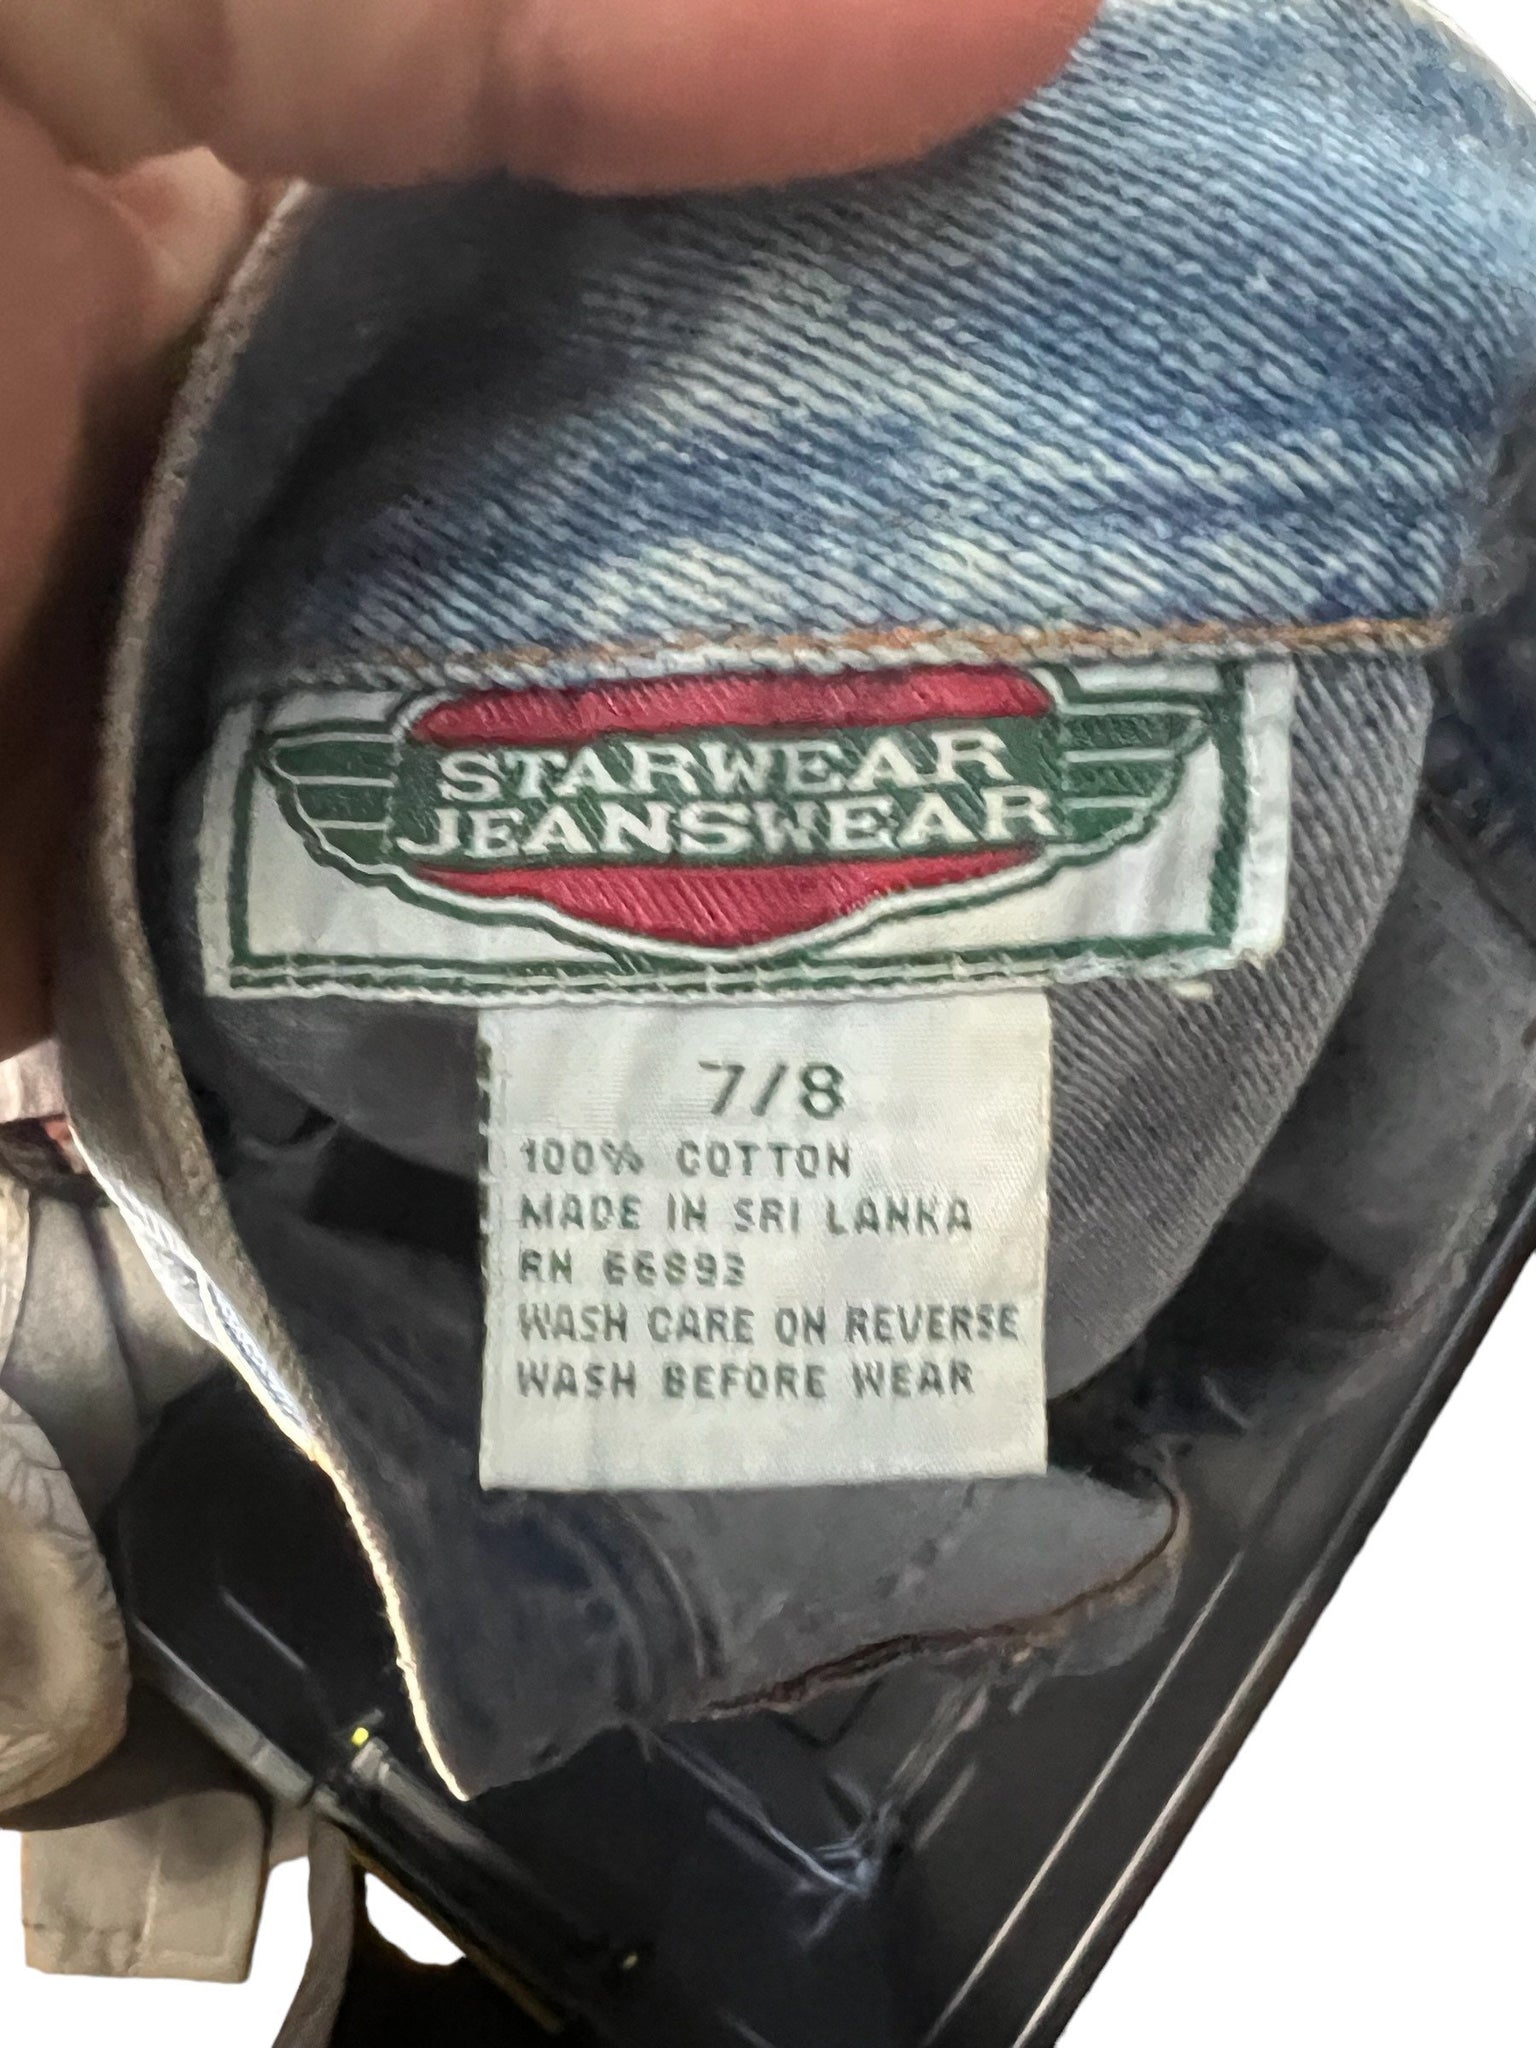 STARWEAR
JEANSWEAR
7/8
100% COTTON
MADE IN SRI LANKA
RN 66893
WASH CARE ON REVERSE
WASH BEFORE WEAR